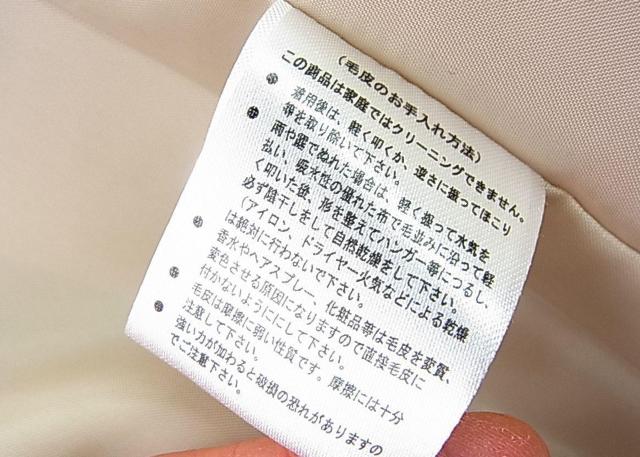 (毛皮のお手入れ方法)
この商品は家庭ではクリーニングできません。
● 着用後は、軽く叩くか、逆さに振ってほこり
等を取り除いて下さい。
● 雨や雪でぬれた場合は、軽く振って水気を
払い、吸水性の優れた布で毛並みに沿って軽
く叩いた後、形を整えてハンガー等につるし、
必ず陰干しをして自然乾燥をして下さい。
(アイロン、ドライヤー火気などによる乾燥
は絶対に行わないで下さい。
● 香水やヘアスプレー、化粧品等は毛皮を変質、
変色させる原因になりますので直接毛皮に
付かないようにして下さい。
● 毛皮は摩擦に弱い性質です。摩擦には十分
注意して下さい。
● 強い力が加わると破損の恐れがありますの
でご注意下さい。